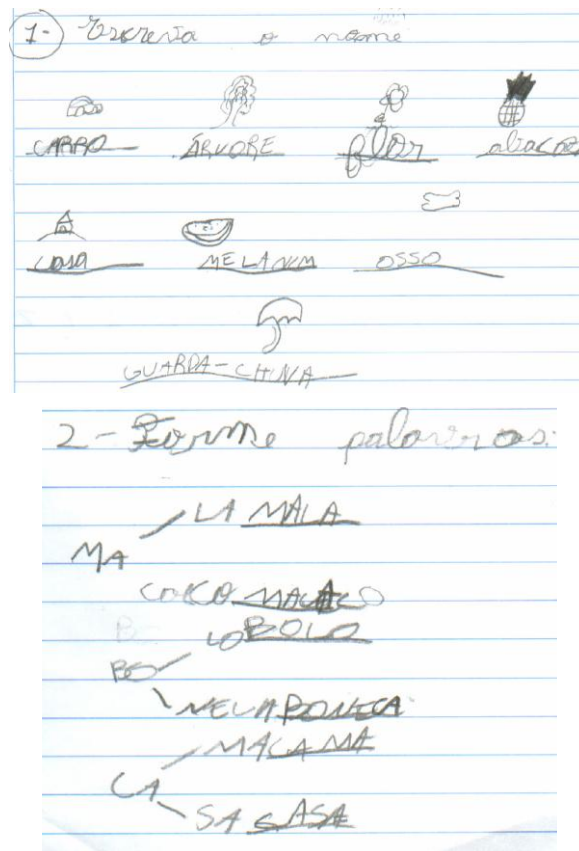 1- Escreva o nome
CARRO ÁRVORE flor
casa MELANCIA OSSO
GUARDA-CHUVA
2- Forme palavras:
LA MALA
MA
CACO MACACO
LO BOLO
BO
NECA BONECA
MA CAMA
CA
SA CASA